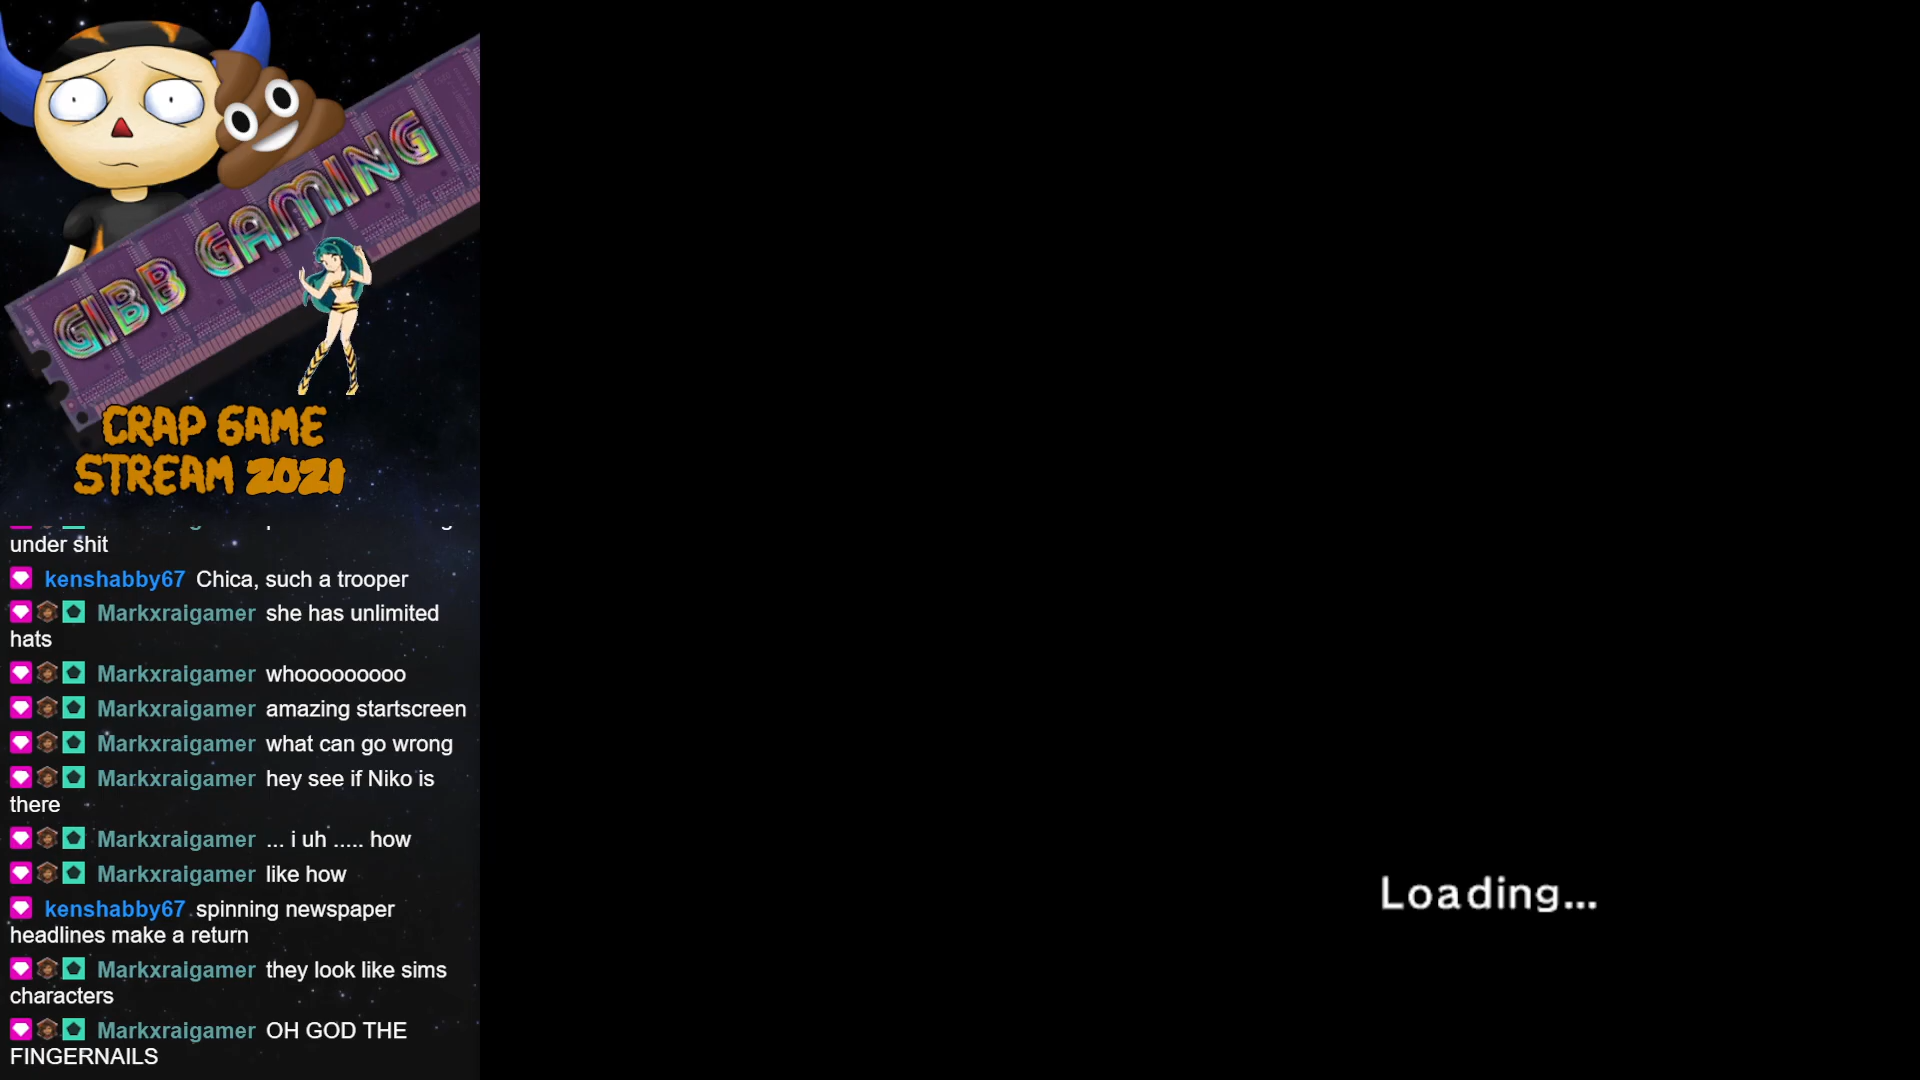 GIBB GAMING
CRAP GAME
STREAM 2021
under shit
kenshabby67 Chica, such a trooper
Markxraigamer she has unlimited
hats
Markxraigamer whooooooooo
Markxraigamer amazing startscreen
Markxraigamer what can go wrong
Markxraigamer hey see if Niko is
there
Markxraigamer ... i uh ..... how
Markxraigamer like how
kenshabby67 spinning newspaper
headlines make a return
Markxraigamer they look like sims
characters
Markxraigamer OH GOD THE
FINGERNAILS
Loading...